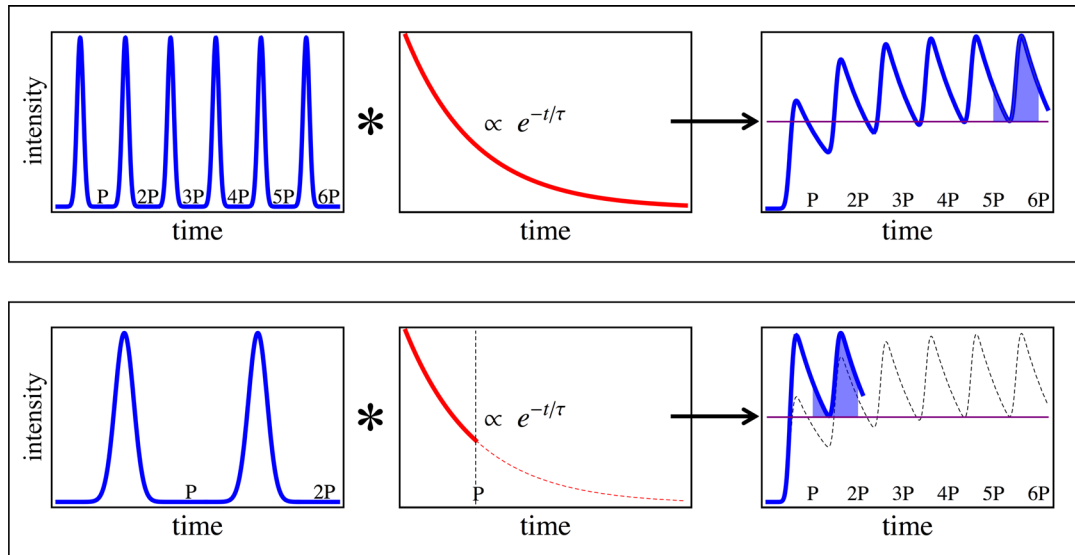 intensity
P 2P 3P 4P 5P 6P
time
*
∝ e^{-t/τ}
time
P 2P 3P 4P 5P 6P
time
intensity
P 2P
time
*
∝ e^{-t/τ}
P
time
P 2P 3P 4P 5P 6P
time